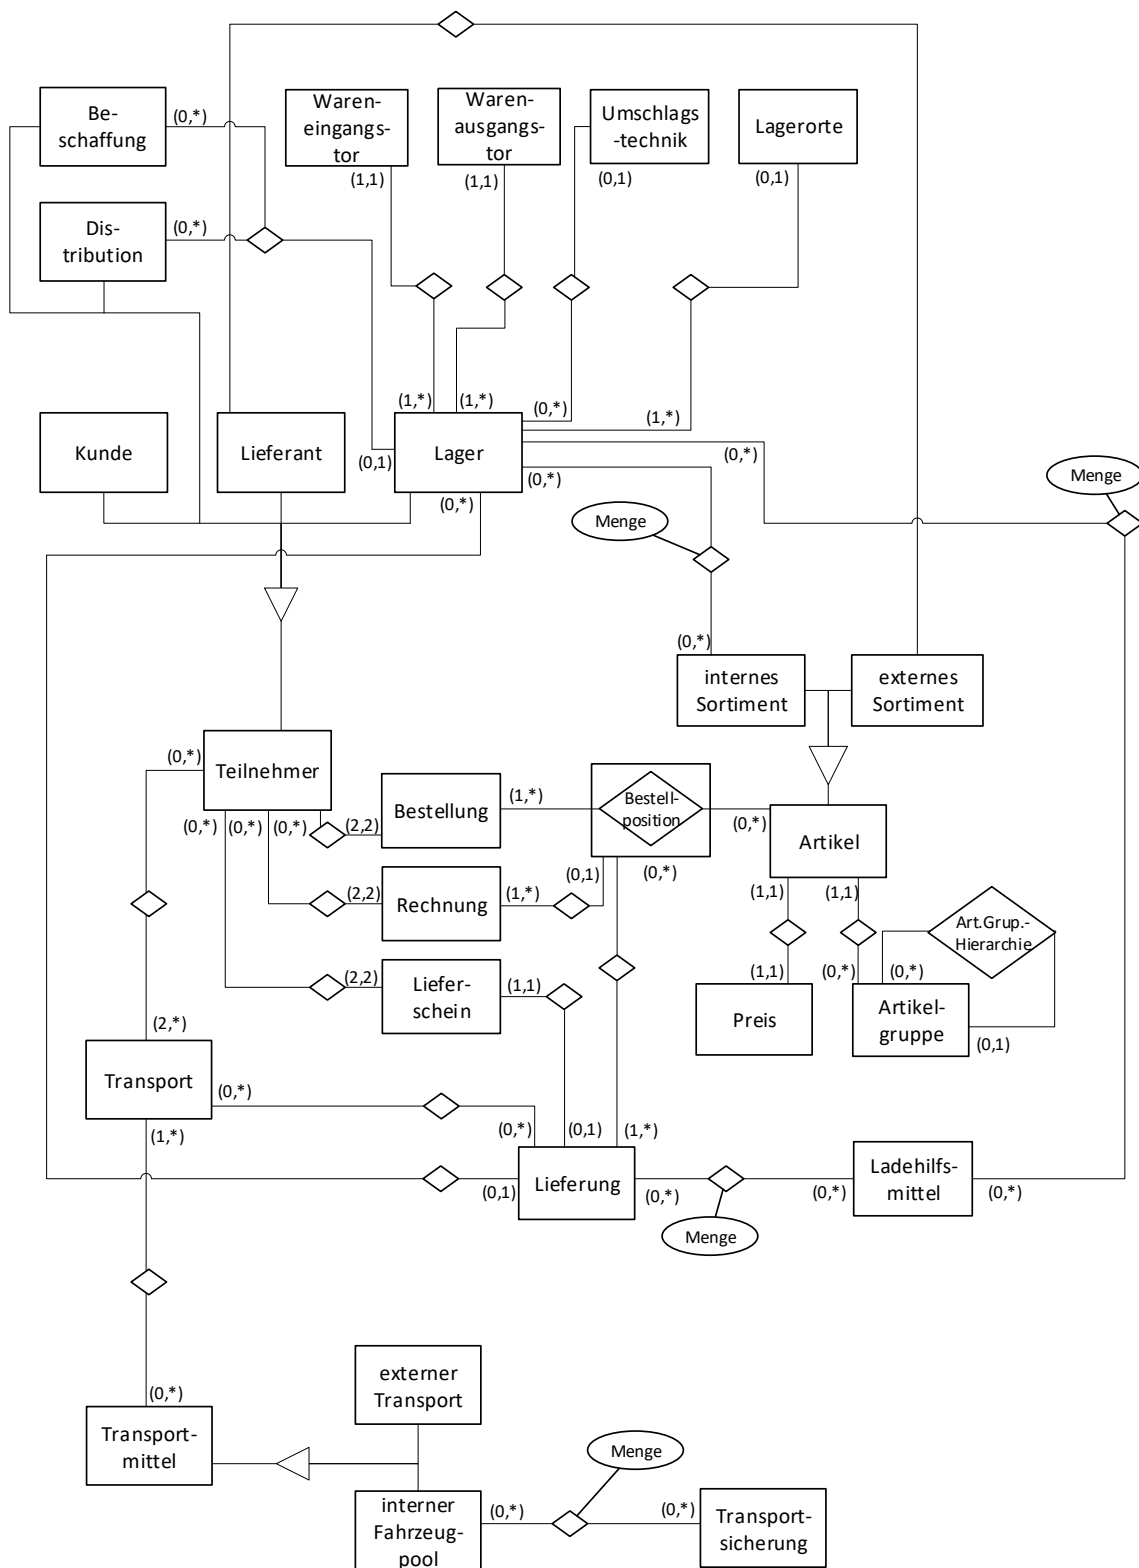 Be-
schaffung
(0,*)
Waren-
eingangs-
tor
(1,1)
Waren-
ausgangs-
tor
(1,1)
Umschlags
-technik
(0,1)
Lagerorte
(0,1)
Dis-
tribution
(0,*)
Kunde
Lieferant
Lager
(1,*)
(1,*)
(0,*)
(1,*)
(0,1)
(0,*)
(0,*)
(0,*)
Menge
Menge
(0,*)
internes
Sortiment
externes
Sortiment
Teilnehmer
(0,*)
(0,*)
(0,*)
(0,*)
Bestellung
(2,2)
(1,*)
Bestell-
position
(0,*)
(0,1)
(0,*)
Artikel
(1,1)
(1,1)
Rechnung
(2,2)
(1,*)
Art.Grup.-
Hierarchie
Liefer-
schein
(2,2)
(1,1)
(1,1)
(0,*)
(0,*)
Preis
Artikel-
gruppe
(0,1)
(2,*)
Transport
(0,*)
(1,*)
(0,*)
(0,1)
(1,*)
Lieferung
(0,1)
(0,*)
Menge
(0,*)
Ladehilfs-
mittel
(0,*)
(0,*)
Transport-
mittel
externer
Transport
interner
Fahrzeug-
pool
(0,*)
Menge
(0,*)
Transport-
sicherung